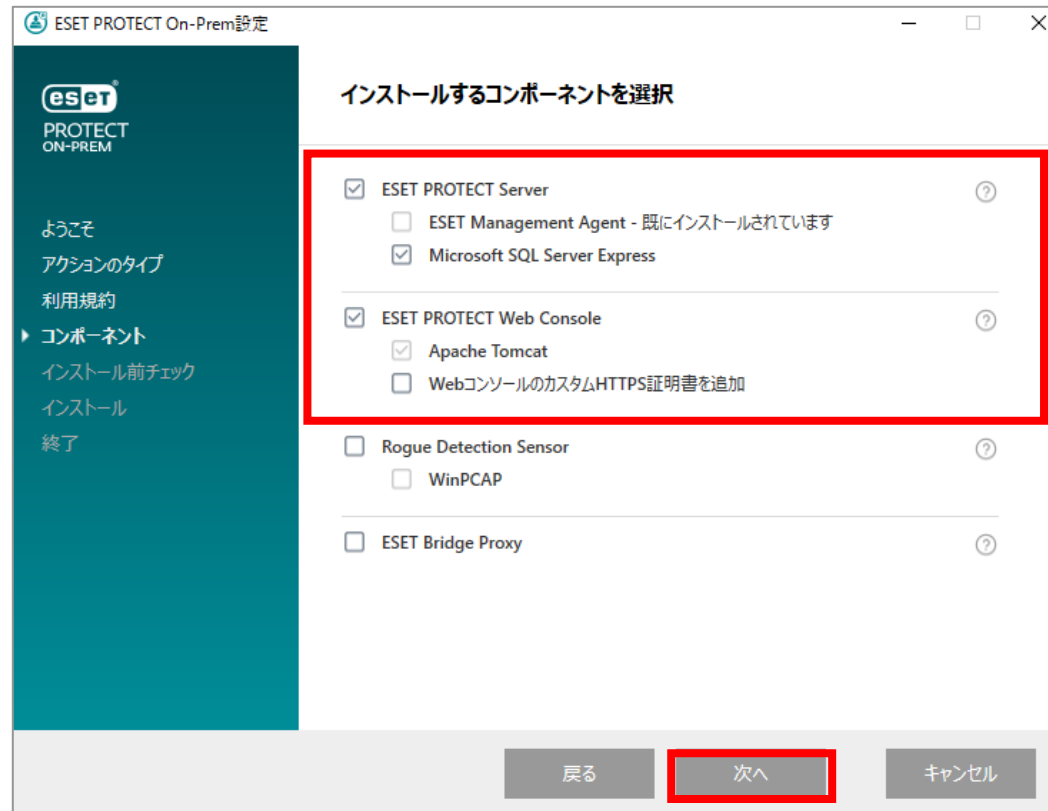 ESET PROTECT On-Prem設定
eset
PROTECT
ON-PREM
ようこそ
アクションのタイプ
利用規約
コンポーネント
インストール前チェック
インストール
終了
インストールするコンポーネントを選択
ESET PROTECT Server
ESET Management Agent - 既にインストールされています
Microsoft SQL Server Express
ESET PROTECT Web Console
Apache Tomcat
WebコンソールのカスタムHTTPS証明書を追加
Rogue Detection Sensor
WinPCAP
ESET Bridge Proxy
戻る
次へ
キャンセル